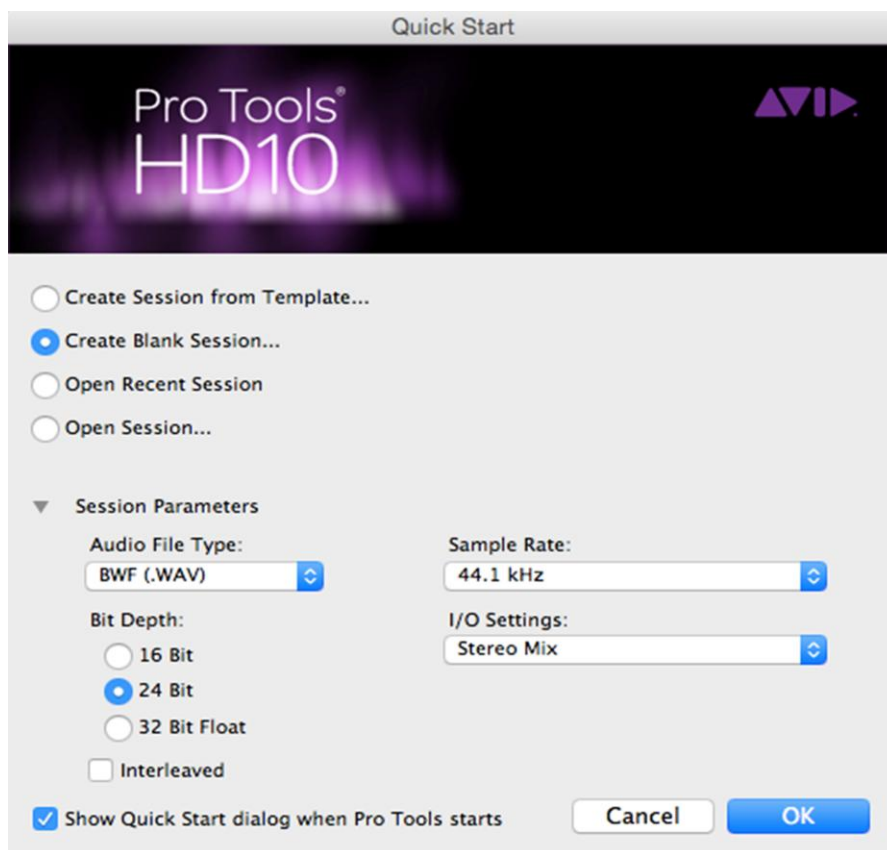 Quick Start
Pro Tools®
HD10
AVID.
Create Session from Template...
Create Blank Session...
Open Recent Session
Open Session...
Session Parameters
Audio File Type:
BWF (.WAV)
Sample Rate:
44.1 kHz
Bit Depth:
16 Bit
24 Bit
32 Bit Float
I/O Settings:
Stereo Mix
Interleaved
Show Quick Start dialog when Pro Tools starts
Cancel
OK